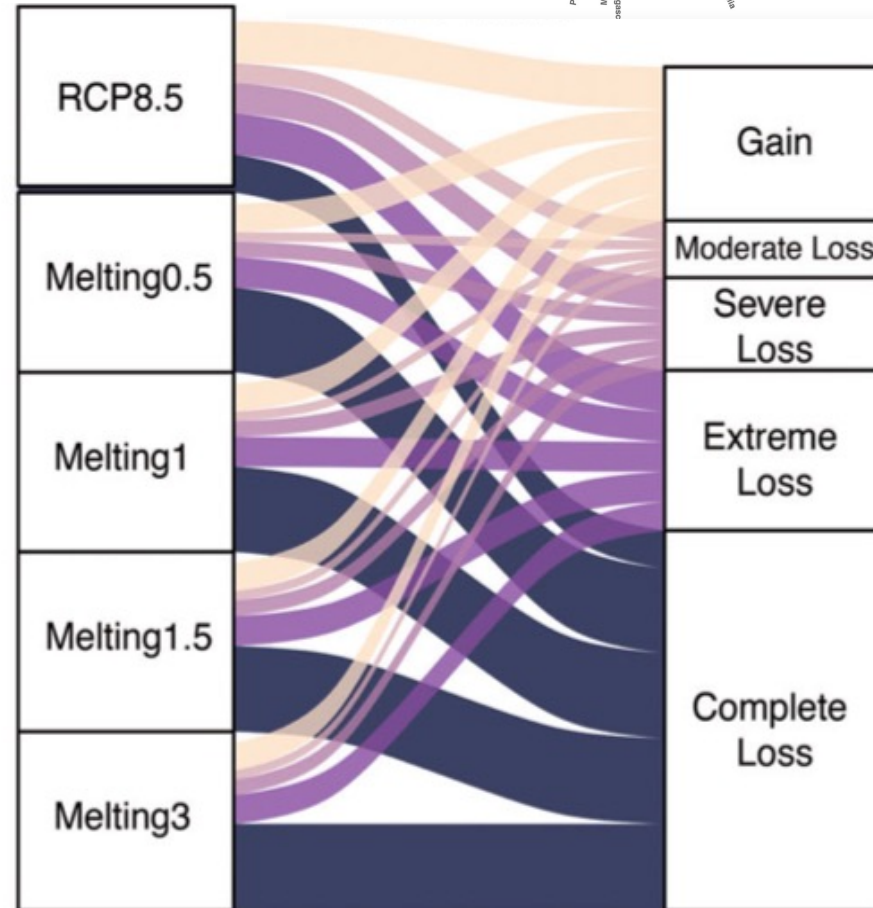 RCP8.5
Melting0.5
Melting1
Melting1.5
Melting3
Gain
Moderate Loss
Severe
Loss
Extreme
Loss
Complete
Loss